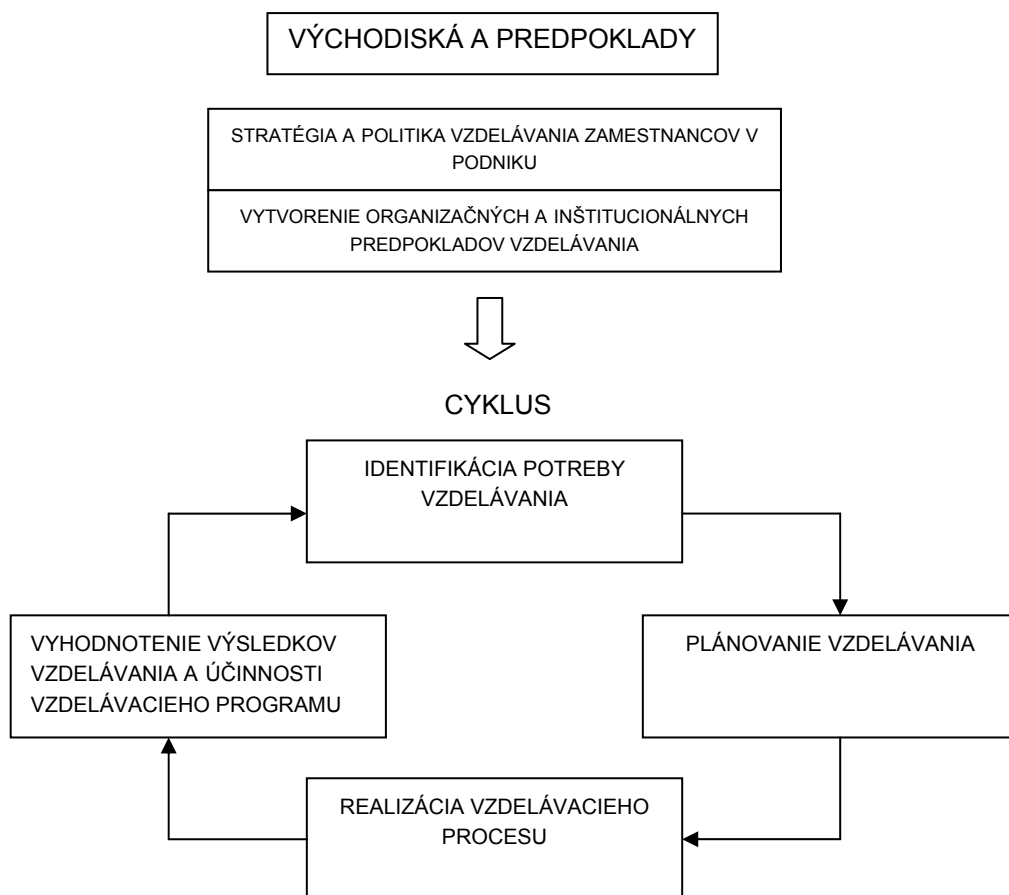 VÝCHODISKÁ A PREDPOKLADY
STRATÉGIA A POLITIKA VZDELÁVANIA ZAMESTNANCOV V
PODNIKU
VYTVORENIE ORGANIZAČNÝCH A INŠTITUCIONÁLNYCH
PREDPOKLADOV VZDELÁVANIA
CYKLUS
IDENTIFIKÁCIA POTREBY
VZDELÁVANIA
VYHODNOTENIE VÝSLEDKOV
VZDELÁVANIA A ÚČINNOSTI
VZDELÁVACIEHO PROGRAMU
PLÁNOVANIE VZDELÁVANIA
REALIZÁCIA VZDELÁVACIEHO
PROCESU